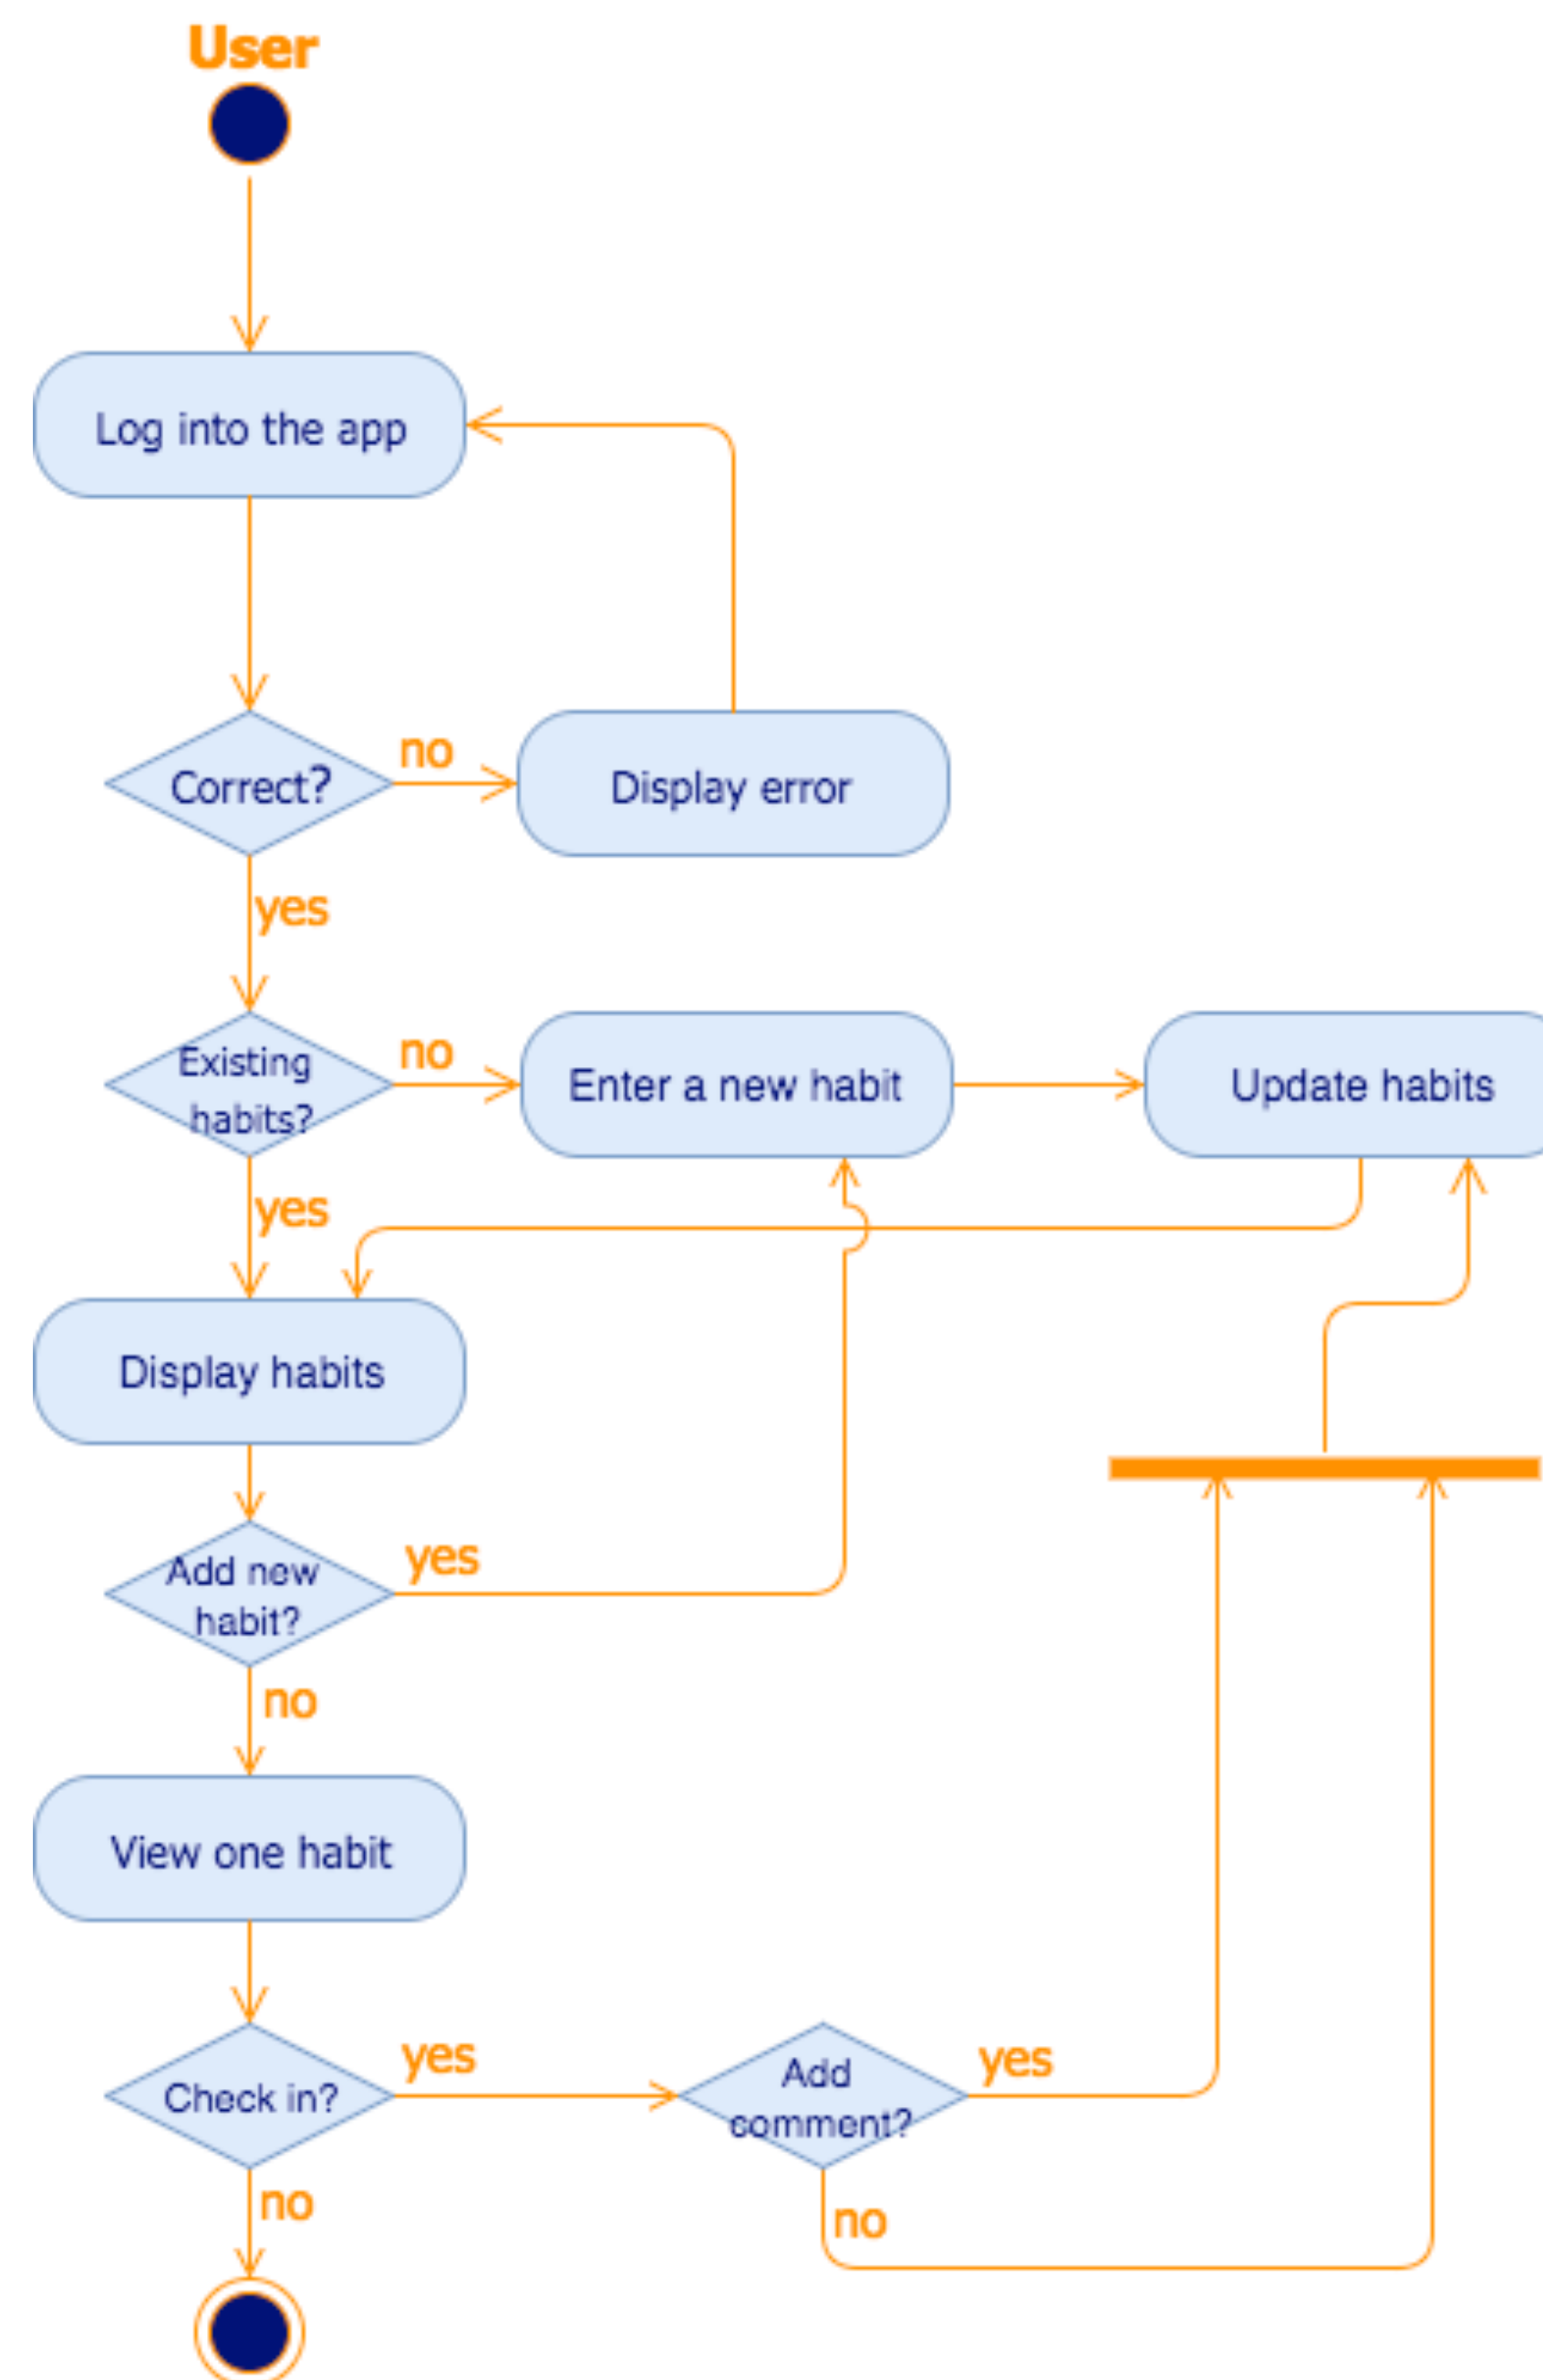 User
Log into the app
Correct?
no
Display error
yes
Existing
habits?
no
Enter a new habit
Update habits
yes
Display habits
Add new
habit?
yes
no
View one habit
Check in?
yes
Add
comment?
yes
no
no